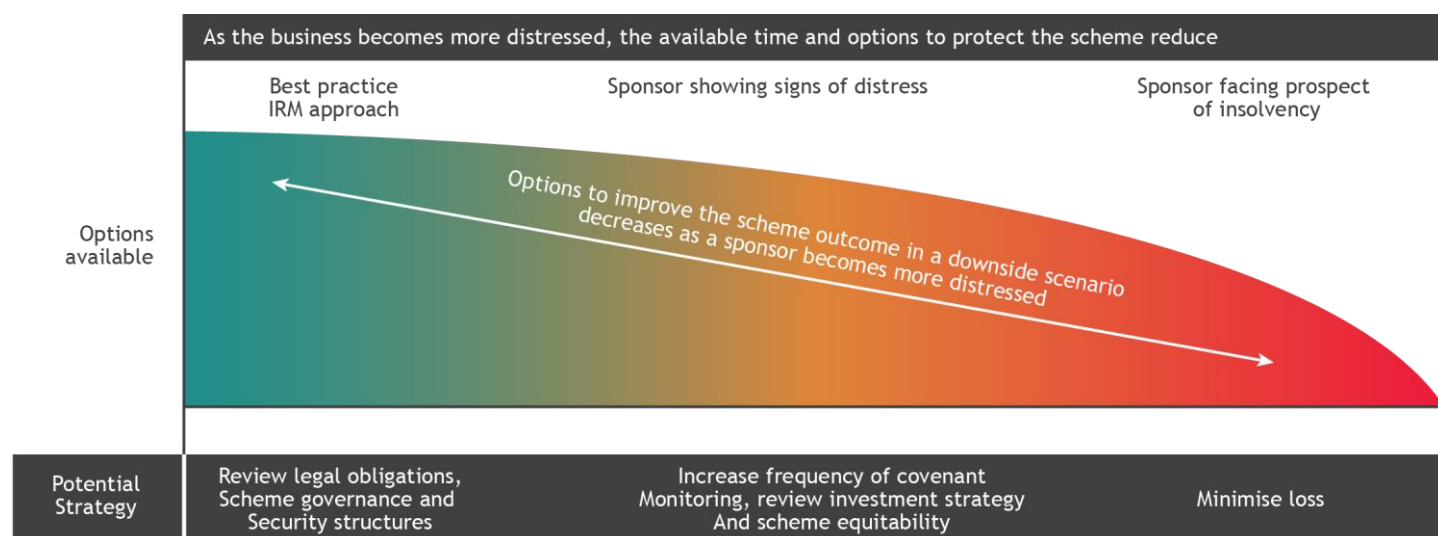 As the business becomes more distressed, the available time and options to protect the scheme reduce
Best practice
IRM approach
Sponsor showing signs of distress
Sponsor facing prospect
of insolvency
Options
available
Options to improve the scheme outcome in a downside scenario
decreases as a sponsor becomes more distressed
Potential
Strategy
Review legal obligations,
Scheme governance and
Security structures
Increase frequency of covenant
Monitoring, review investment strategy
And scheme equitability
Minimise loss